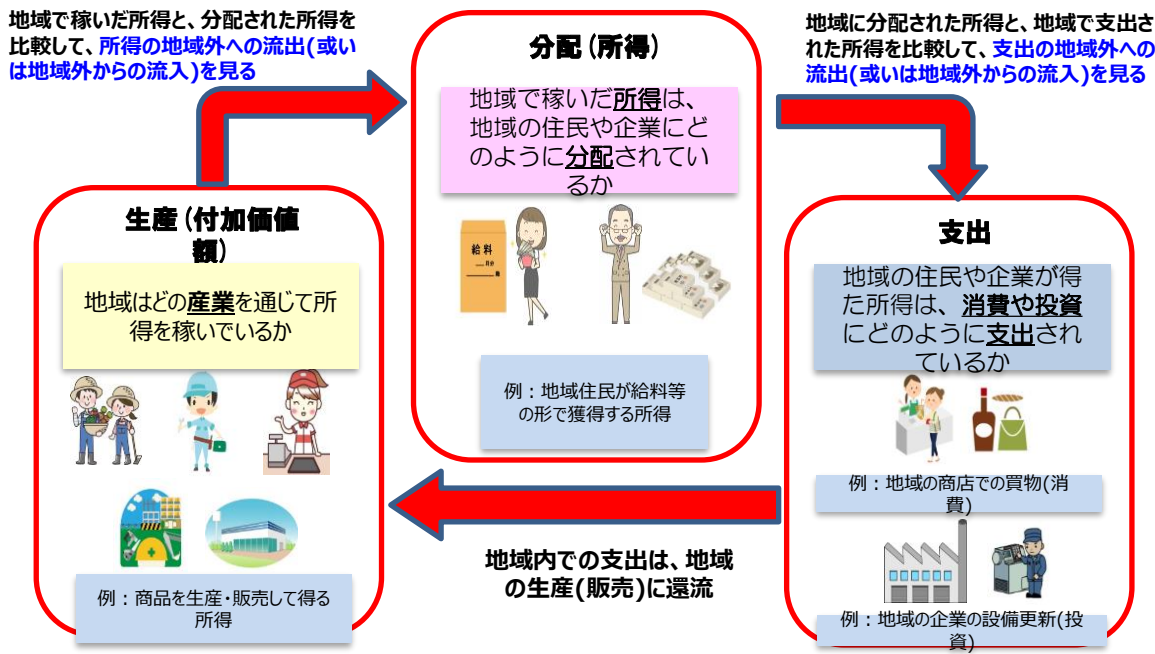 地域で稼いだ所得と、分配された所得を
比較して、所得の地域外への流出(或い
は地域外からの流入)を見る
分配(所得)
地域で稼いだ所得は、
地域の住民や企業にど
のように分配されてい
るか
給料
月分
例:地域住民が給料等
の形で獲得する所得
地域に分配された所得と、地域で支出さ
れた所得を比較して、支出の地域外への
流出(或いは地域外からの流入)を見る
生産(付加価値
額)
地域はどの産業を通じて所
得を稼いでいるか
例:商品を生産・販売して得る
所得
支出
地域の住民や企業が得
た所得は、消費や投資
にどのように支出され
ているか
例:地域の商店での買物(消
費)
例:地域の企業の設備更新(投
資)
地域内での支出は、地域
の生産(販売)に還流